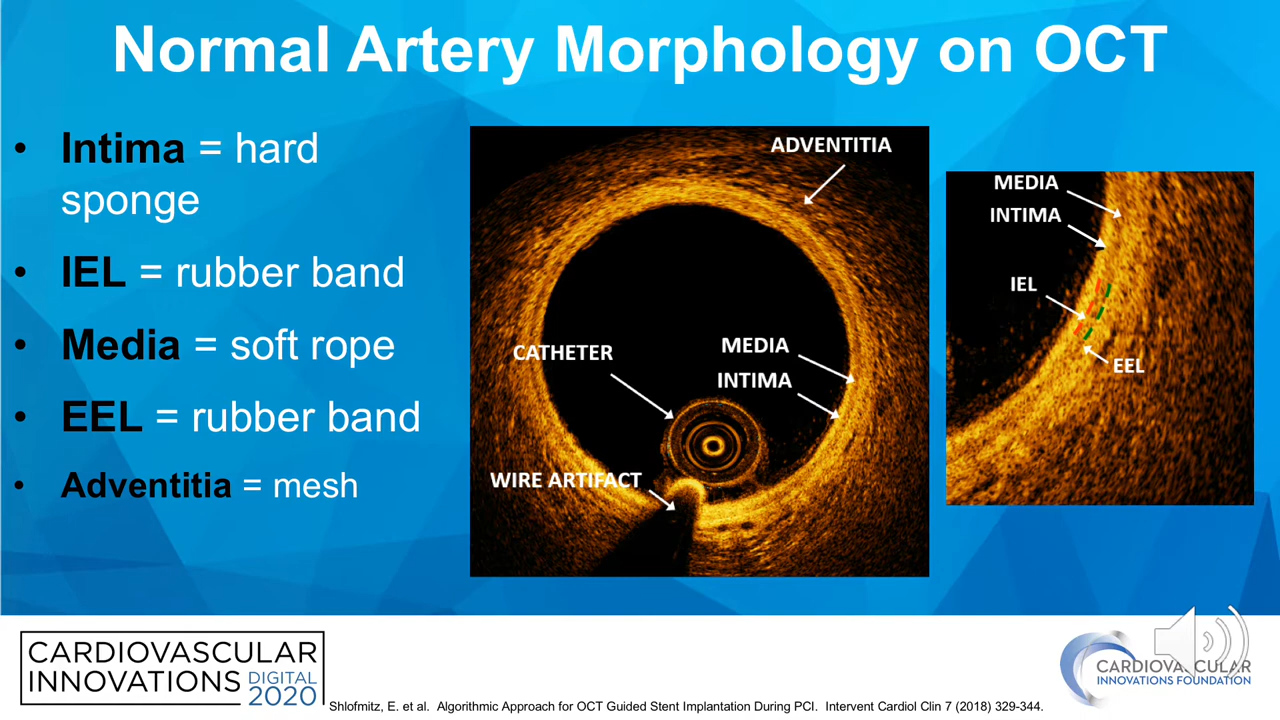 Normal Artery Morphology on OCT
• Intima = hard
sponge
• IEL = rubber band
• Media = soft rope
• EEL = rubber band
• Adventitia = mesh
ADVENTITIA
CATHETER
MEDIA
INTIMA
WIRE ARTIFACT
MEDIA
INTIMA
IEL
EEL
CARDIOVASCULAR
INNOVATIONS DIGITAL
2020
Shlofmitz, E. et al. Algorithmic Approach for OCT Guided Stent Implantation During PCI. Intervent Cardiol Clin 7 (2018) 329-344.
CARDIOVASCULAR
INNOVATIONS FOUNDATION